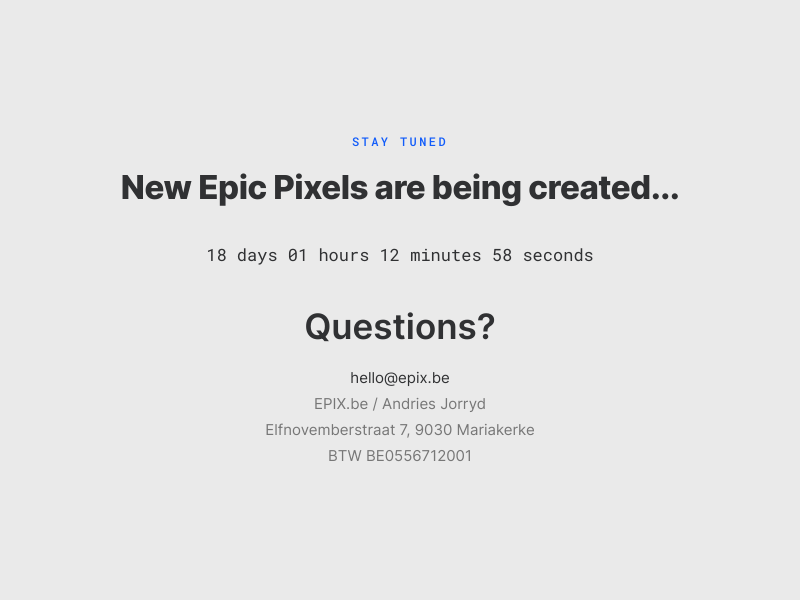 STAY TUNED
New Epic Pixels are being created...
18 days 01 hours 12 minutes 58 seconds
Questions?
hello@epix.be
EPIX.be / Andries Jorryd
Elfnovemberstraat 7, 9030 Mariakerke
BTW BE0556712001